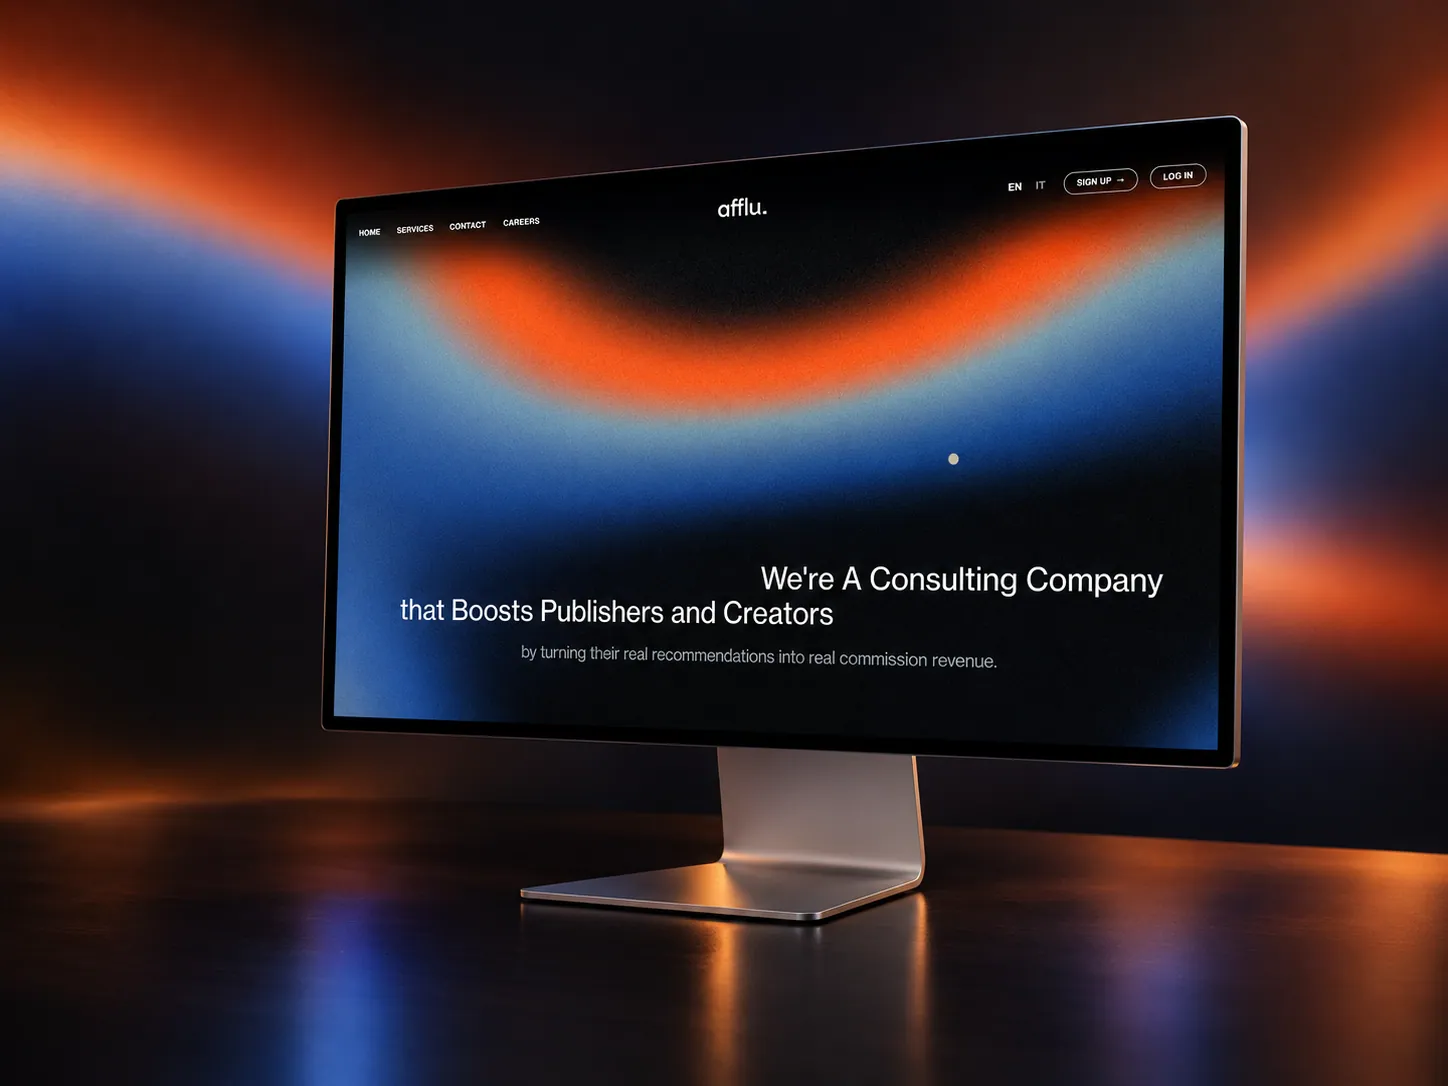 HOME SERVICES CONTACT CAREERS
afflu.
EN IT SIGN UP → LOG IN
We're A Consulting Company
that Boosts Publishers and Creators
by turning their real recommendations into real commission revenue.